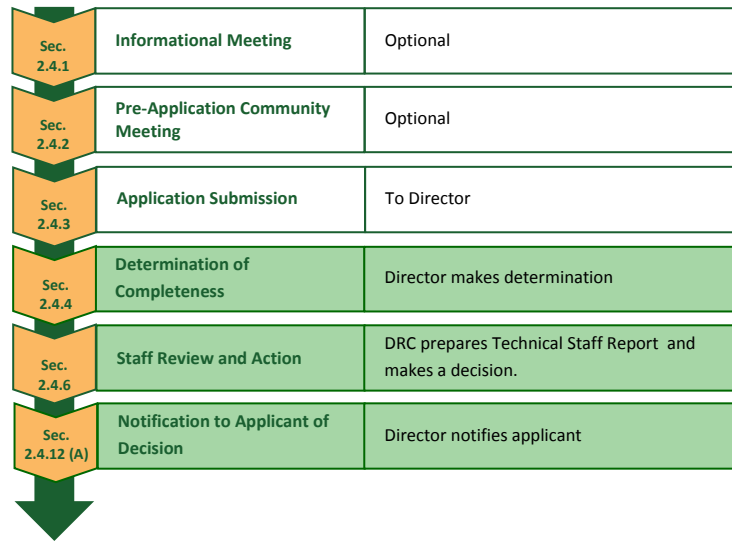 Sec.
2.4.1
Informational Meeting
Optional
Sec.
2.4.2
Pre-Application Community
Meeting
Optional
Sec.
2.4.3
Application Submission
To Director
Sec.
2.4.4
Determination of
Completeness
Director makes determination
Sec.
2.4.6
Staff Review and Action
DRC prepares Technical Staff Report and
makes a decision.
Sec.
2.4.12 (A)
Notification to Applicant of
Decision
Director notifies applicant